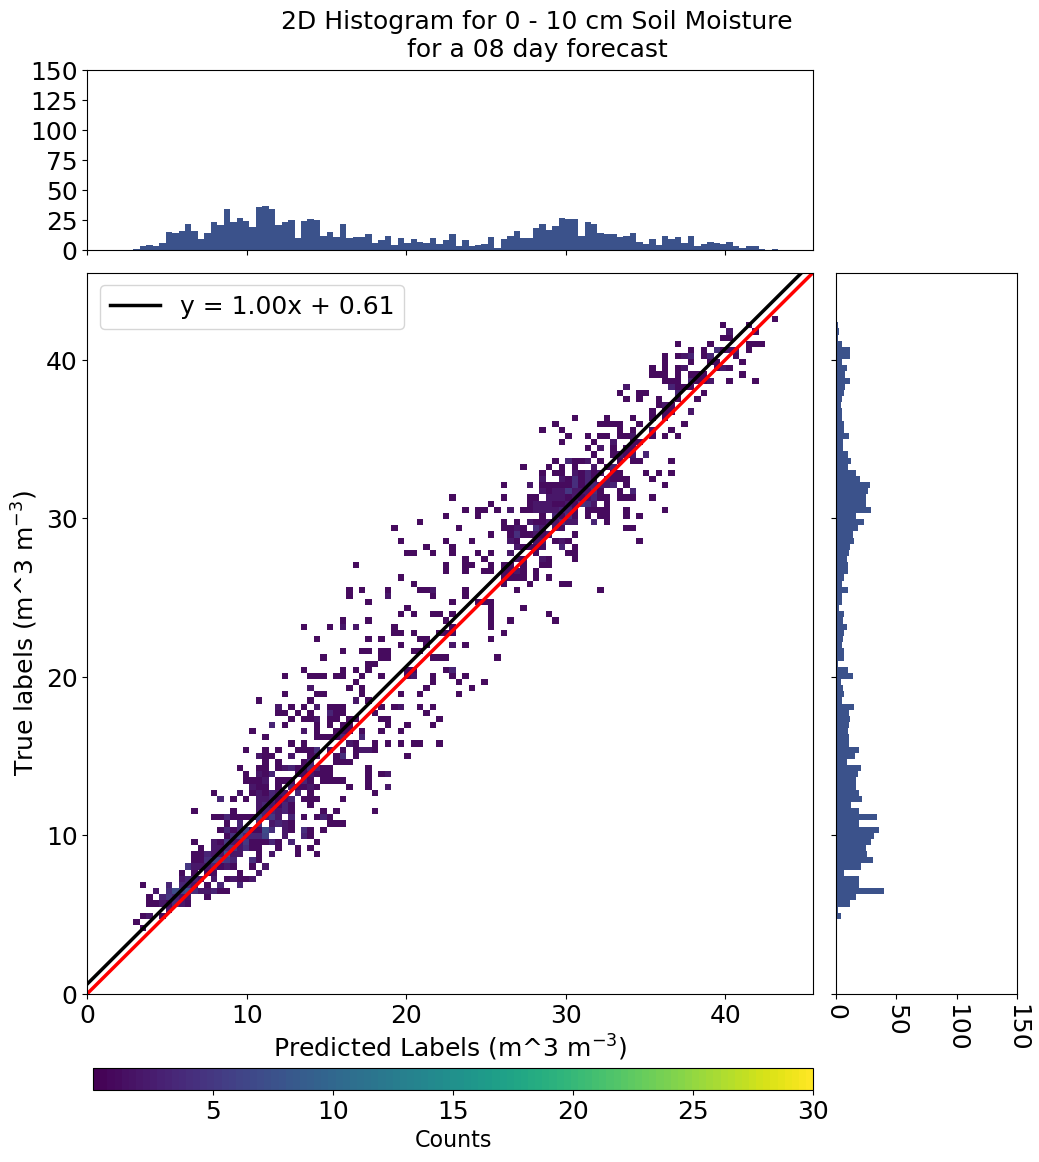 2D Histogram for 0 - 10 cm Soil Moisture
for a 08 day forecast
150
125
100
75
50
25
0
y = 1.00x + 0.61
40
30
20
10
0
True labels (m^3 m⁻³)
0 10 20 30 40
Predicted Labels (m^3 m⁻³)
0 50 100 150
5 10 15 20 25 30
Counts